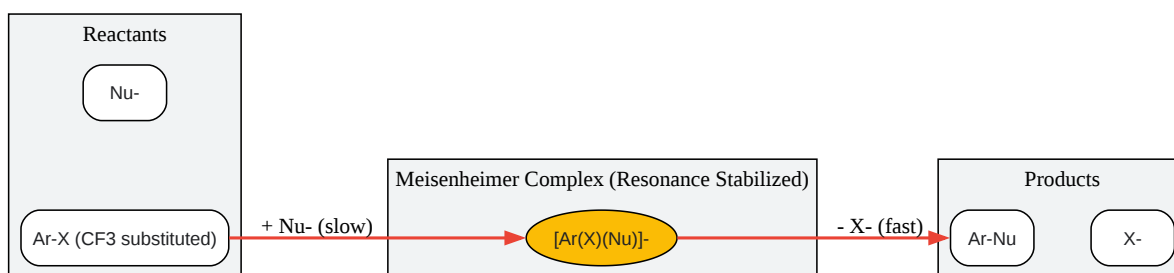 Reactants
Nu-
Ar-X (CF3 substituted)
+ Nu- (slow)
Meisenheimer Complex (Resonance Stabilized)
[Ar(X)(Nu)]-
- X- (fast)
Products
Ar-Nu
X-